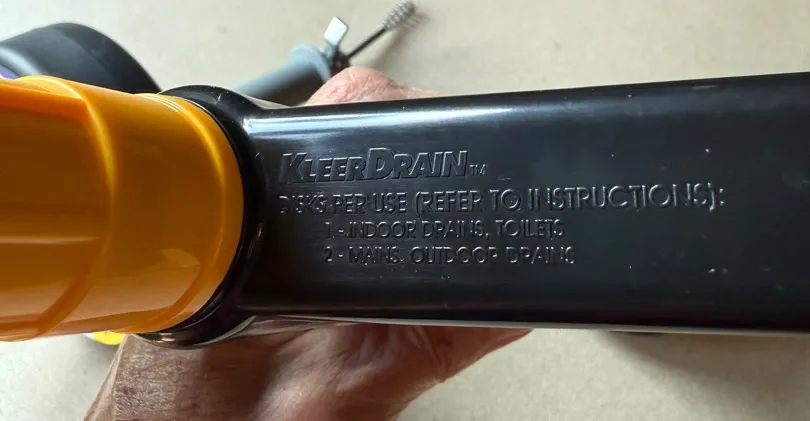 KLEERDRAIN™
DISKS PER USE (REFER TO INSTRUCTIONS):
1 - INDOOR DRAINS, TOILETS
2 - MAINS, OUTDOOR DRAINS